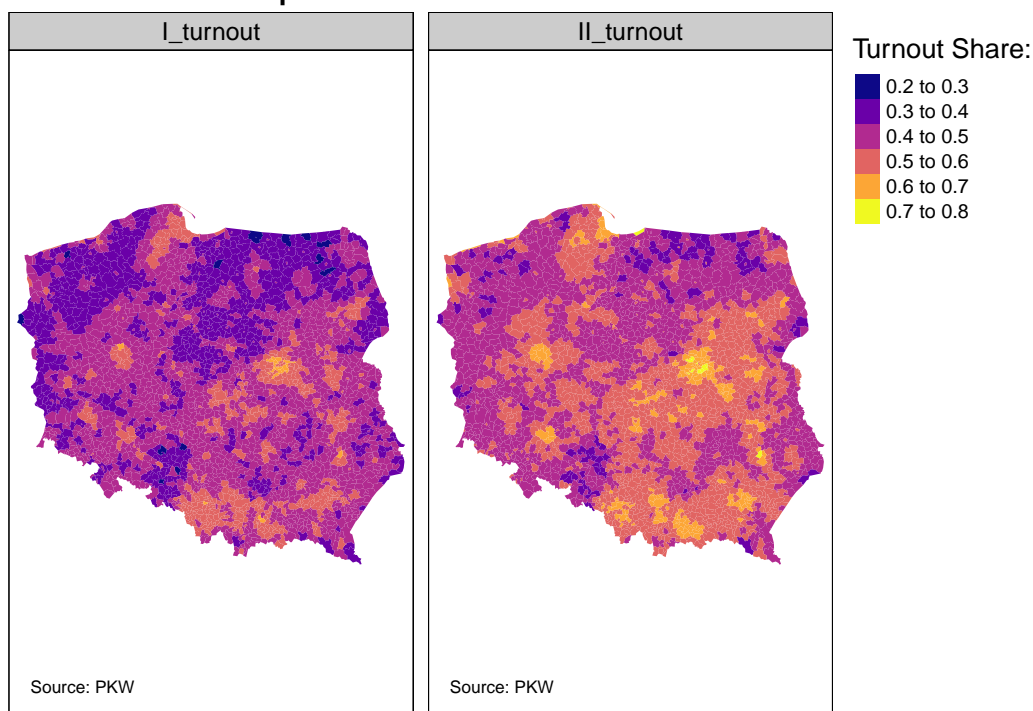 I_turnout
II_turnout
Turnout Share:
0.2 to 0.3
0.3 to 0.4
0.4 to 0.5
0.5 to 0.6
0.6 to 0.7
0.7 to 0.8
Source: PKW
Source: PKW